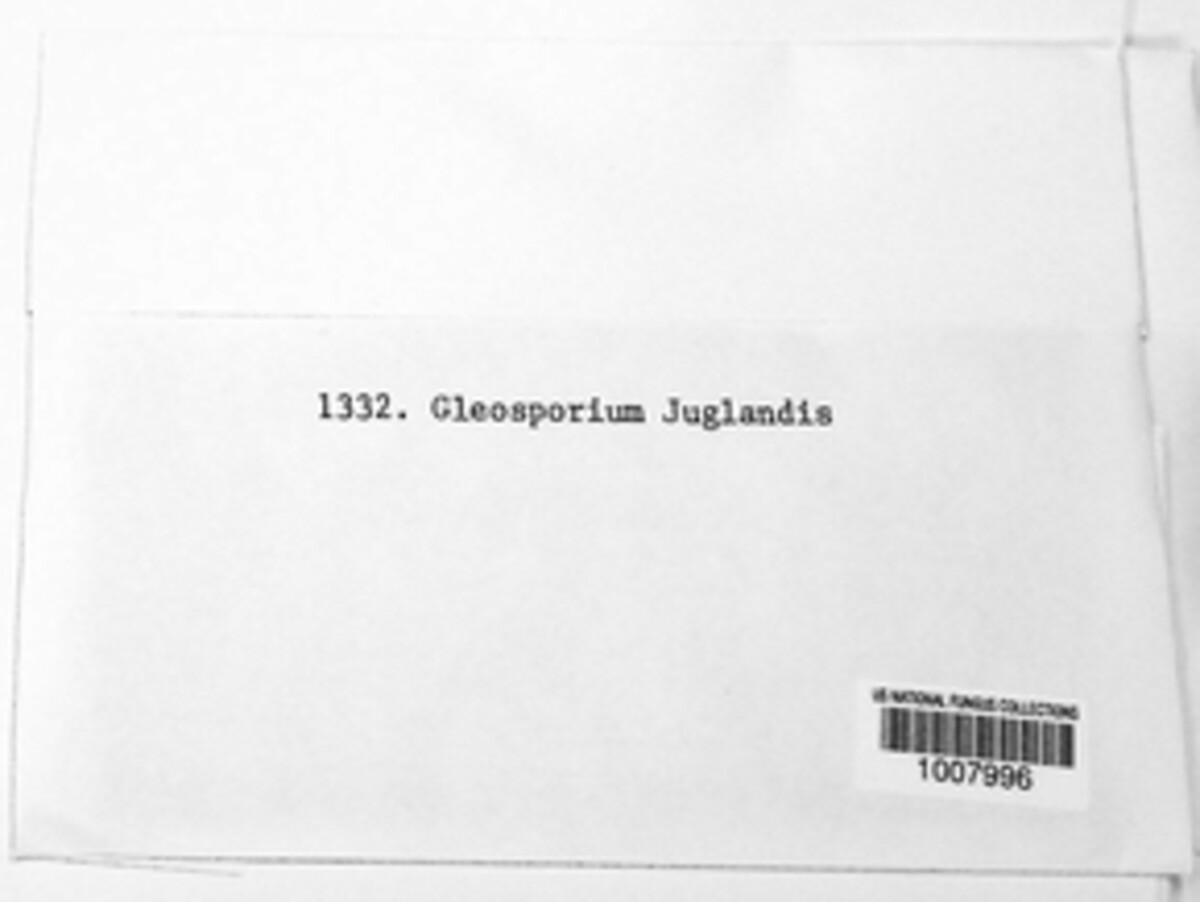 1332. Gleosporium Juglandis
US NATIONAL FUNGUS COLLECTIONS
1007996